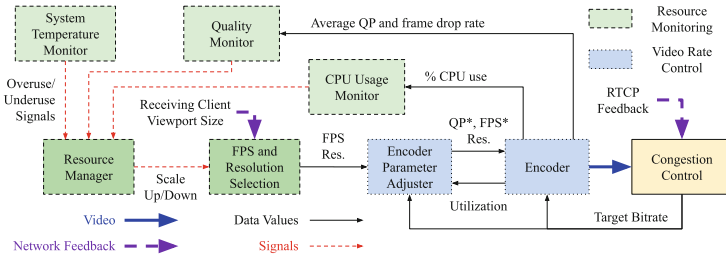 System
Temperature
Monitor
Quality
Monitor
Average QP and frame drop rate
Resource
Monitoring
Video Rate
Control
Overuse/
Underuse
Signals
CPU Usage
Monitor
% CPU use
Receiving Client
Viewport Size
RTCP
Feedback
Resource
Manager
Scale
Up/Down
FPS and
Resolution
Selection
FPS
Res.
Encoder
Parameter
Adjuster
QP*, FPS*
Res.
Utilization
Encoder
Congestion
Control
Target Bitrate
Video
Data Values
Network Feedback
Signals